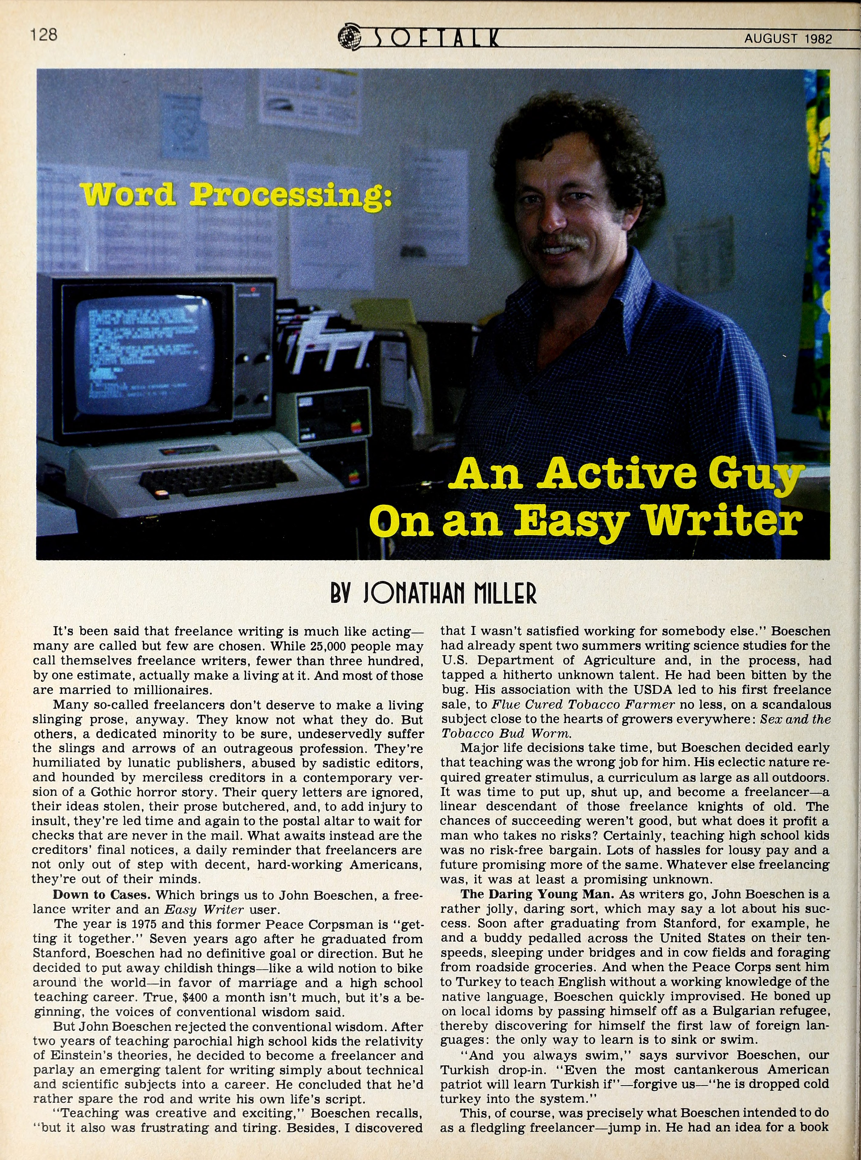 128
SOFTALK
AUGUST 1982
Word Processing:
An Active Guy
On an Easy Writer
BY JONATHAN MILLER
It's been said that freelance writing is much like acting—
many are called but few are chosen. While 25,000 people may
call themselves freelance writers, fewer than three hundred,
by one estimate, actually make a living at it. And most of those
are married to millionaires.
Many so-called freelancers don't deserve to make a living
slinging prose, anyway. They know not what they do. But
others, a dedicated minority to be sure, undeservedly suffer
the slings and arrows of an outrageous profession. They're
humiliated by lunatic publishers, abused by sadistic editors,
and hounded by merciless creditors in a contemporary ver-
sion of a Gothic horror story. Their query letters are ignored,
their ideas stolen, their prose butchered, and, to add injury to
insult, they're led time and again to the postal altar to wait for
checks that are never in the mail. What awaits instead are the
creditors' final notices, a daily reminder that freelancers are
not only out of step with decent, hard-working Americans,
they're out of their minds.
Down to Cases. Which brings us to John Boeschen, a free-
lance writer and an Easy Writer user.
The year is 1975 and this former Peace Corpsman is "get-
ting it together." Seven years ago after he graduated from
Stanford, Boeschen had no definitive goal or direction. But he
decided to put away childish things—like a wild notion to bike
around the world—in favor of marriage and a high school
teaching career. True, $400 a month isn't much, but it's a be-
ginning, the voices of conventional wisdom said.
But John Boeschen rejected the conventional wisdom. After
two years of teaching parochial high school kids the relativity
of Einstein's theories, he decided to become a freelancer and
parlay an emerging talent for writing simply about technical
and scientific subjects into a career. He concluded that he'd
rather spare the rod and write his own life's script.
"Teaching was creative and exciting," Boeschen recalls,
"but it also was frustrating and tiring. Besides, I discovered
that I wasn't satisfied working for somebody else." Boeschen
had already spent two summers writing science studies for the
U.S. Department of Agriculture and, in the process, had
tapped a hitherto unknown talent. He had been bitten by the
bug. His association with the USDA led to his first freelance
sale, to Flue Cured Tobacco Farmer no less, on a scandalous
subject close to the hearts of growers everywhere: Sex and the
Tobacco Bud Worm.
Major life decisions take time, but Boeschen decided early
that teaching was the wrong job for him. His eclectic nature re-
quired greater stimulus, a curriculum as large as all outdoors.
It was time to put up, shut up, and become a freelancer—a
linear descendant of those freelance knights of old. The
chances of succeeding weren't good, but what does it profit a
man who takes no risks? Certainly, teaching high school kids
was no risk-free bargain. Lots of hassles for lousy pay and a
future promising more of the same. Whatever else freelancing
was, it was at least a promising unknown.
The Daring Young Man. As writers go, John Boeschen is a
rather jolly, daring sort, which may say a lot about his suc-
cess. Soon after graduating from Stanford, for example, he
and a buddy pedalled across the United States on their ten-
speeds, sleeping under bridges and in cow fields and foraging
from roadside groceries. And when the Peace Corps sent him
to Turkey to teach English without a working knowledge of the
native language, Boeschen quickly improvised. He boned up
on local idoms by passing himself off as a Bulgarian refugee,
thereby discovering for himself the first law of foreign lan-
guages: the only way to learn is to sink or swim.
"And you always swim," says survivor Boeschen, our
Turkish drop-in. "Even the most cantankerous American
patriot will learn Turkish if"—forgive us—"he is dropped cold
turkey into the system."
This, of course, was precisely what Boeschen intended to do
as a fledgling freelancer—jump in. He had an idea for a book